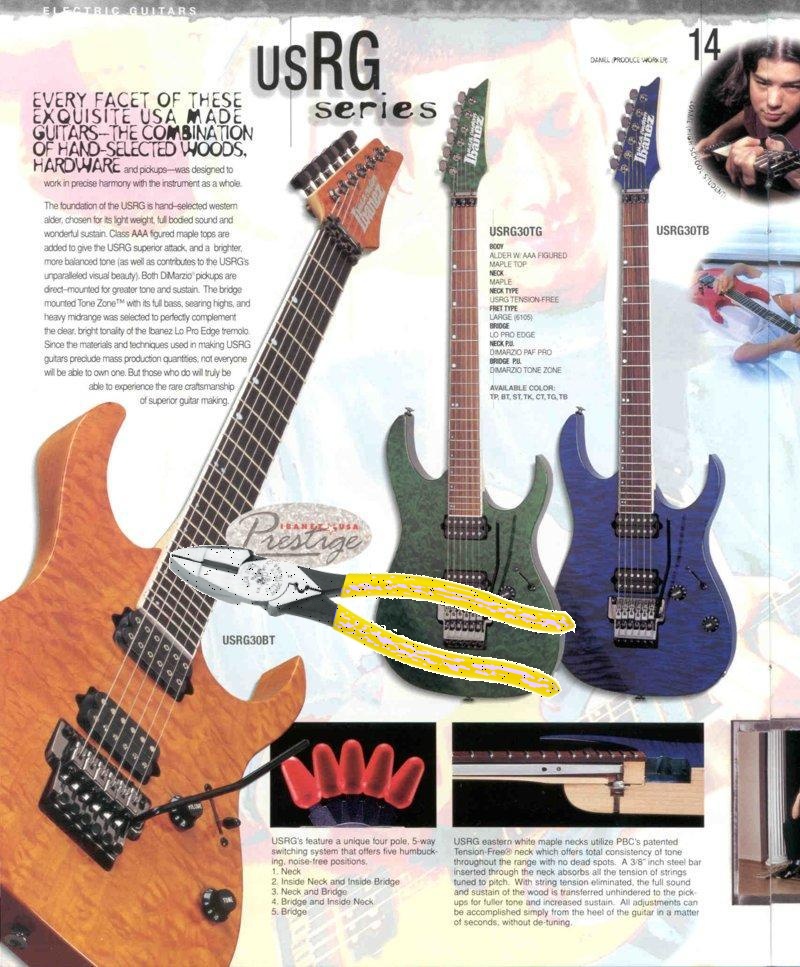 ELECTRIC GUITARS
USRG
series
14
DANIEL (PRODUCE WORKER)
EVERY FACET OF THESE
EXQUISITE USA MADE
GUITARS—THE COMBINATION
OF HAND-SELECTED WOODS,
HARDWARE and pickups—was designed to
work in precise harmony with the instrument as a whole.
The foundation of the USRG is hand–selected western
alder, chosen for its light weight, full bodied sound and
wonderful sustain. Class AAA figured maple tops are
added to give the USRG superior attack, and a brighter,
more balanced tone (as well as contributes to the USRG's
unparalleled visual beauty). Both DiMarzio® pickups are
direct–mounted for greater tone and sustain. The bridge
mounted Tone Zone™ with its full bass, searing highs, and
heavy midrange was selected to perfectly complement
the clear, bright tonality of the Ibanez Lo Pro Edge tremolo.
Since the materials and techniques used in making USRG
guitars preclude mass production quantities, not everyone
will be able to own one. But those who do will truly be
able to experience the rare craftsmanship
of superior guitar making.
Ibanez
Ibanez
Ibanez
USRG30TG
BODY
ALDER W/ AAA FIGURED
MAPLE TOP
NECK
MAPLE
NECK TYPE
USRG TENSION-FREE
FRET TYPE
LARGE (6105)
BRIDGE
LO PRO EDGE
NECK P.U.
DIMARZIO PAF PRO
BRIDGE P.U.
DIMARZIO TONE ZONE
AVAILABLE COLOR:
TP, BT, ST, TK, CT, TG, TB
USRG30TB
IBANEZ USA
Prestige
USRG30BT
VOLUME
TONE
USRG's feature a unique four pole, 5-way
switching system that offers five humbuck-
ing, noise-free positions.
1. Neck
2. Inside Neck and Inside Bridge
3. Neck and Bridge
4. Bridge and Inside Neck
5. Bridge
USRG eastern white maple necks utilize PBC's patented
Tension-Free® neck which offers total consistency of tone
throughout the range with no dead spots. A 3/8" inch steel bar
inserted through the neck absorbs all the tension of strings
tuned to pitch. With string tension eliminated, the full sound
and sustain of the wood is transferred unhindered to the pick-
ups for fuller tone and increased sustain. All adjustments can
be accomplished simply from the heel of the guitar in a matter
of seconds, without de-tuning.